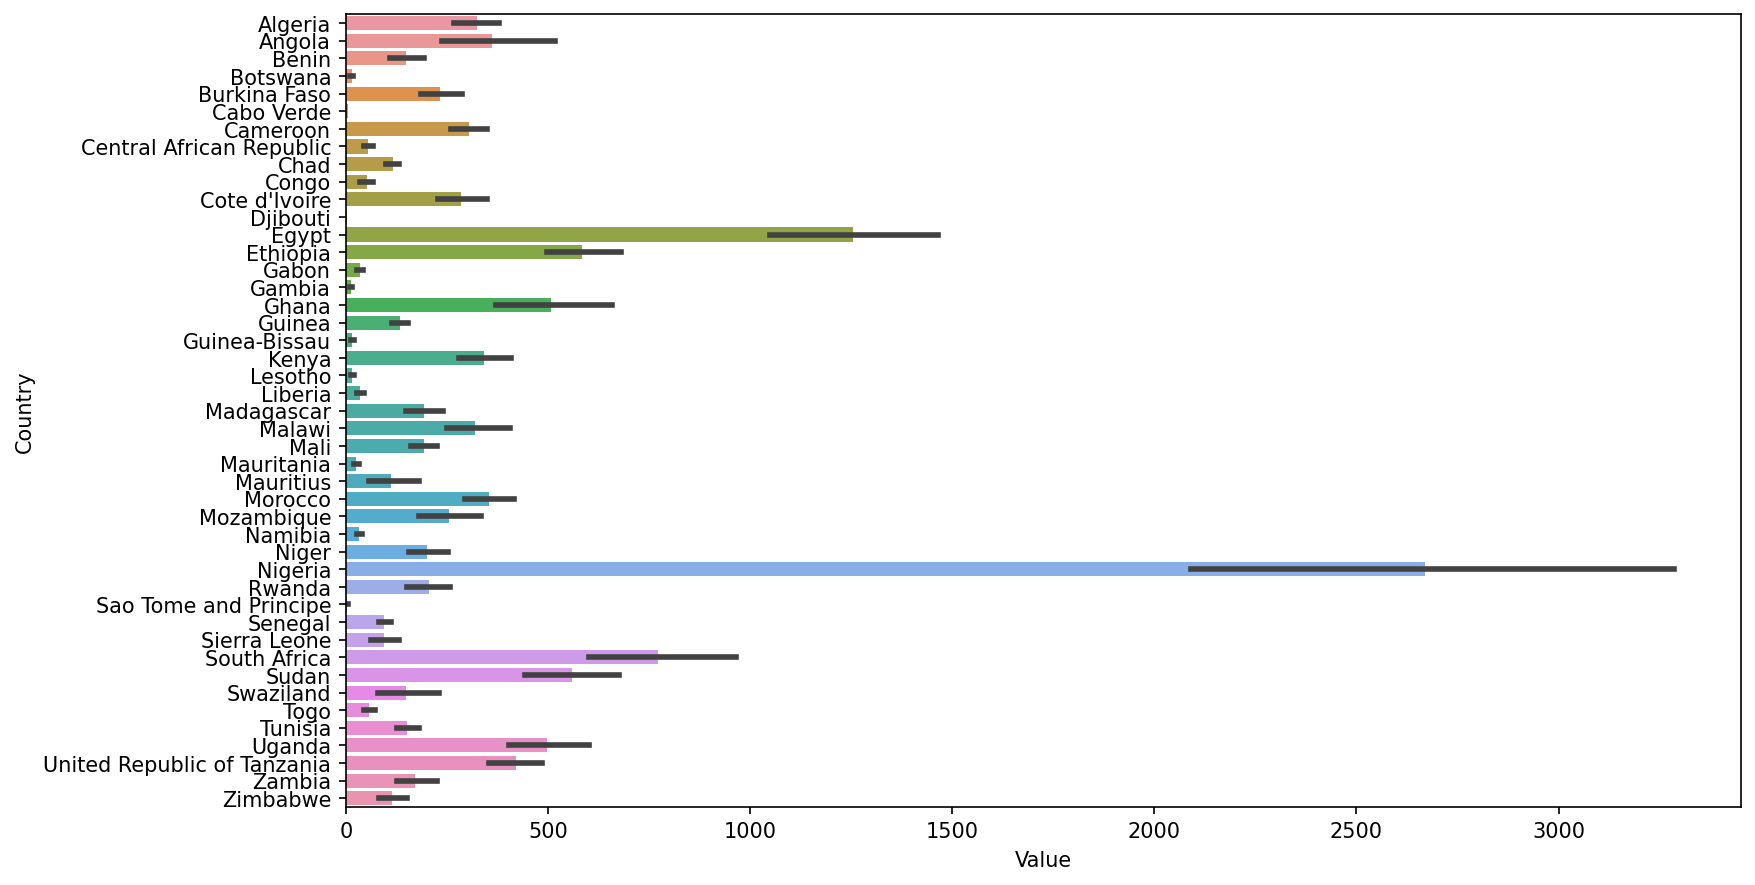 Algeria
Angola
Benin
Botswana
Burkina Faso
Cabo Verde
Cameroon
Central African Republic
Chad
Congo
Cote d'Ivoire
Djibouti
Egypt
Ethiopia
Gabon
Gambia
Ghana
Guinea
Guinea-Bissau
Kenya
Lesotho
Liberia
Madagascar
Malawi
Mali
Mauritania
Mauritius
Morocco
Mozambique
Namibia
Niger
Nigeria
Rwanda
Sao Tome and Principe
Senegal
Sierra Leone
South Africa
Sudan
Swaziland
Togo
Tunisia
Uganda
United Republic of Tanzania
Zambia
Zimbabwe
Country
0 500 1000 1500 2000 2500 3000
Value